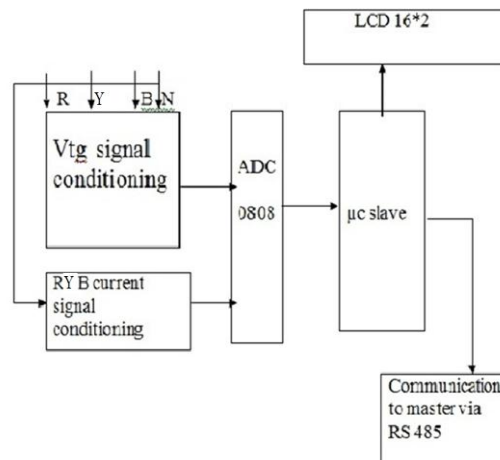 LCD 16*2
R Y B N
Vtg signal
conditioning
ADC
0808
µc slave
RY B current
signal
conditioning
Communication
to master via
RS 485